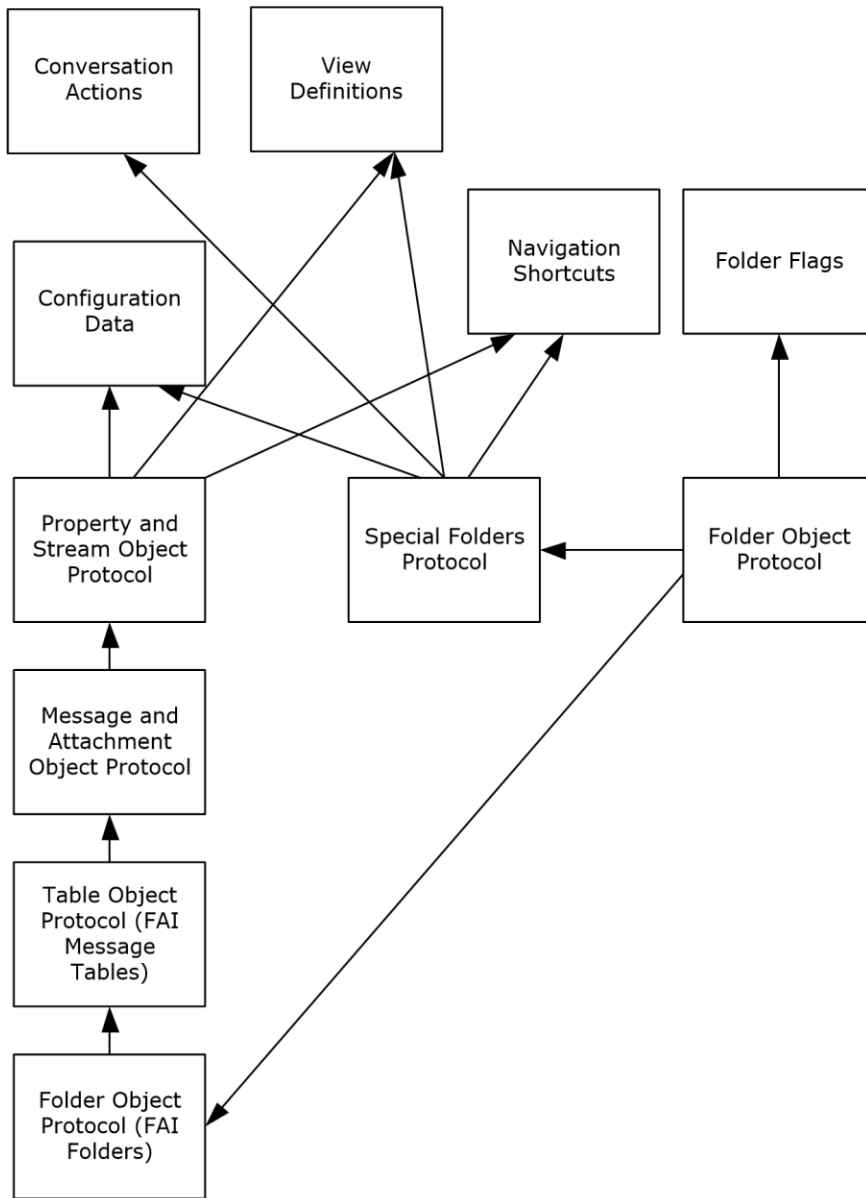 Conversation
Actions
View
Definitions
Navigation
Shortcuts
Folder Flags
Configuration
Data
Property and
Stream Object
Protocol
Special Folders
Protocol
Folder Object
Protocol
Message and
Attachment
Object Protocol
Table Object
Protocol (FAI
Message
Tables)
Folder Object
Protocol (FAI
Folders)